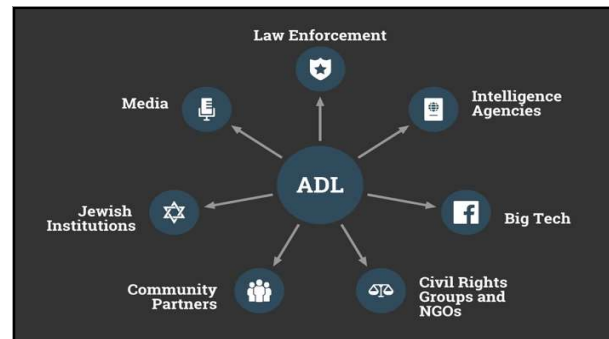 Law Enforcement
Media
Intelligence
Agencies
ADL
Jewish
Institutions
Big Tech
Community
Partners
Civil Rights
Groups and
NGOs